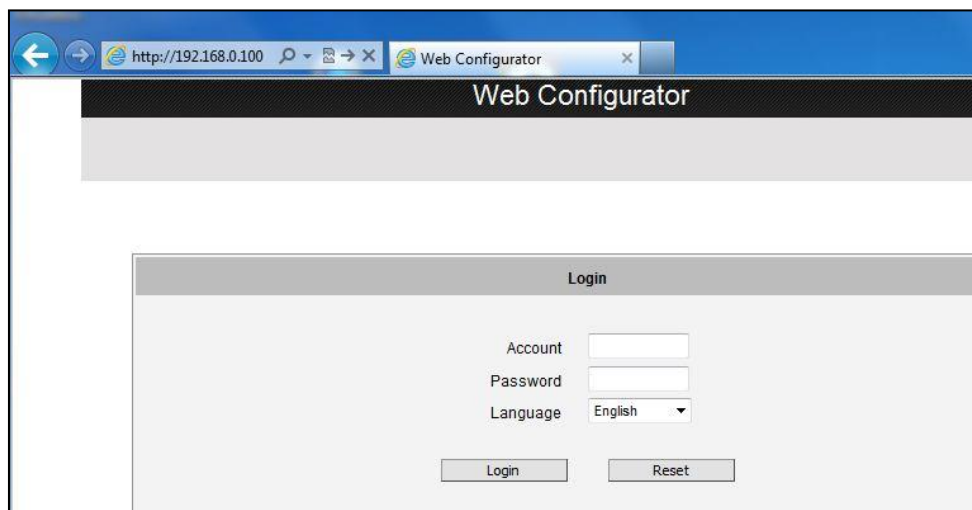 http://192.168.0.100
Web Configurator
Web Configurator
Login
Account
Password
Language English
Login Reset